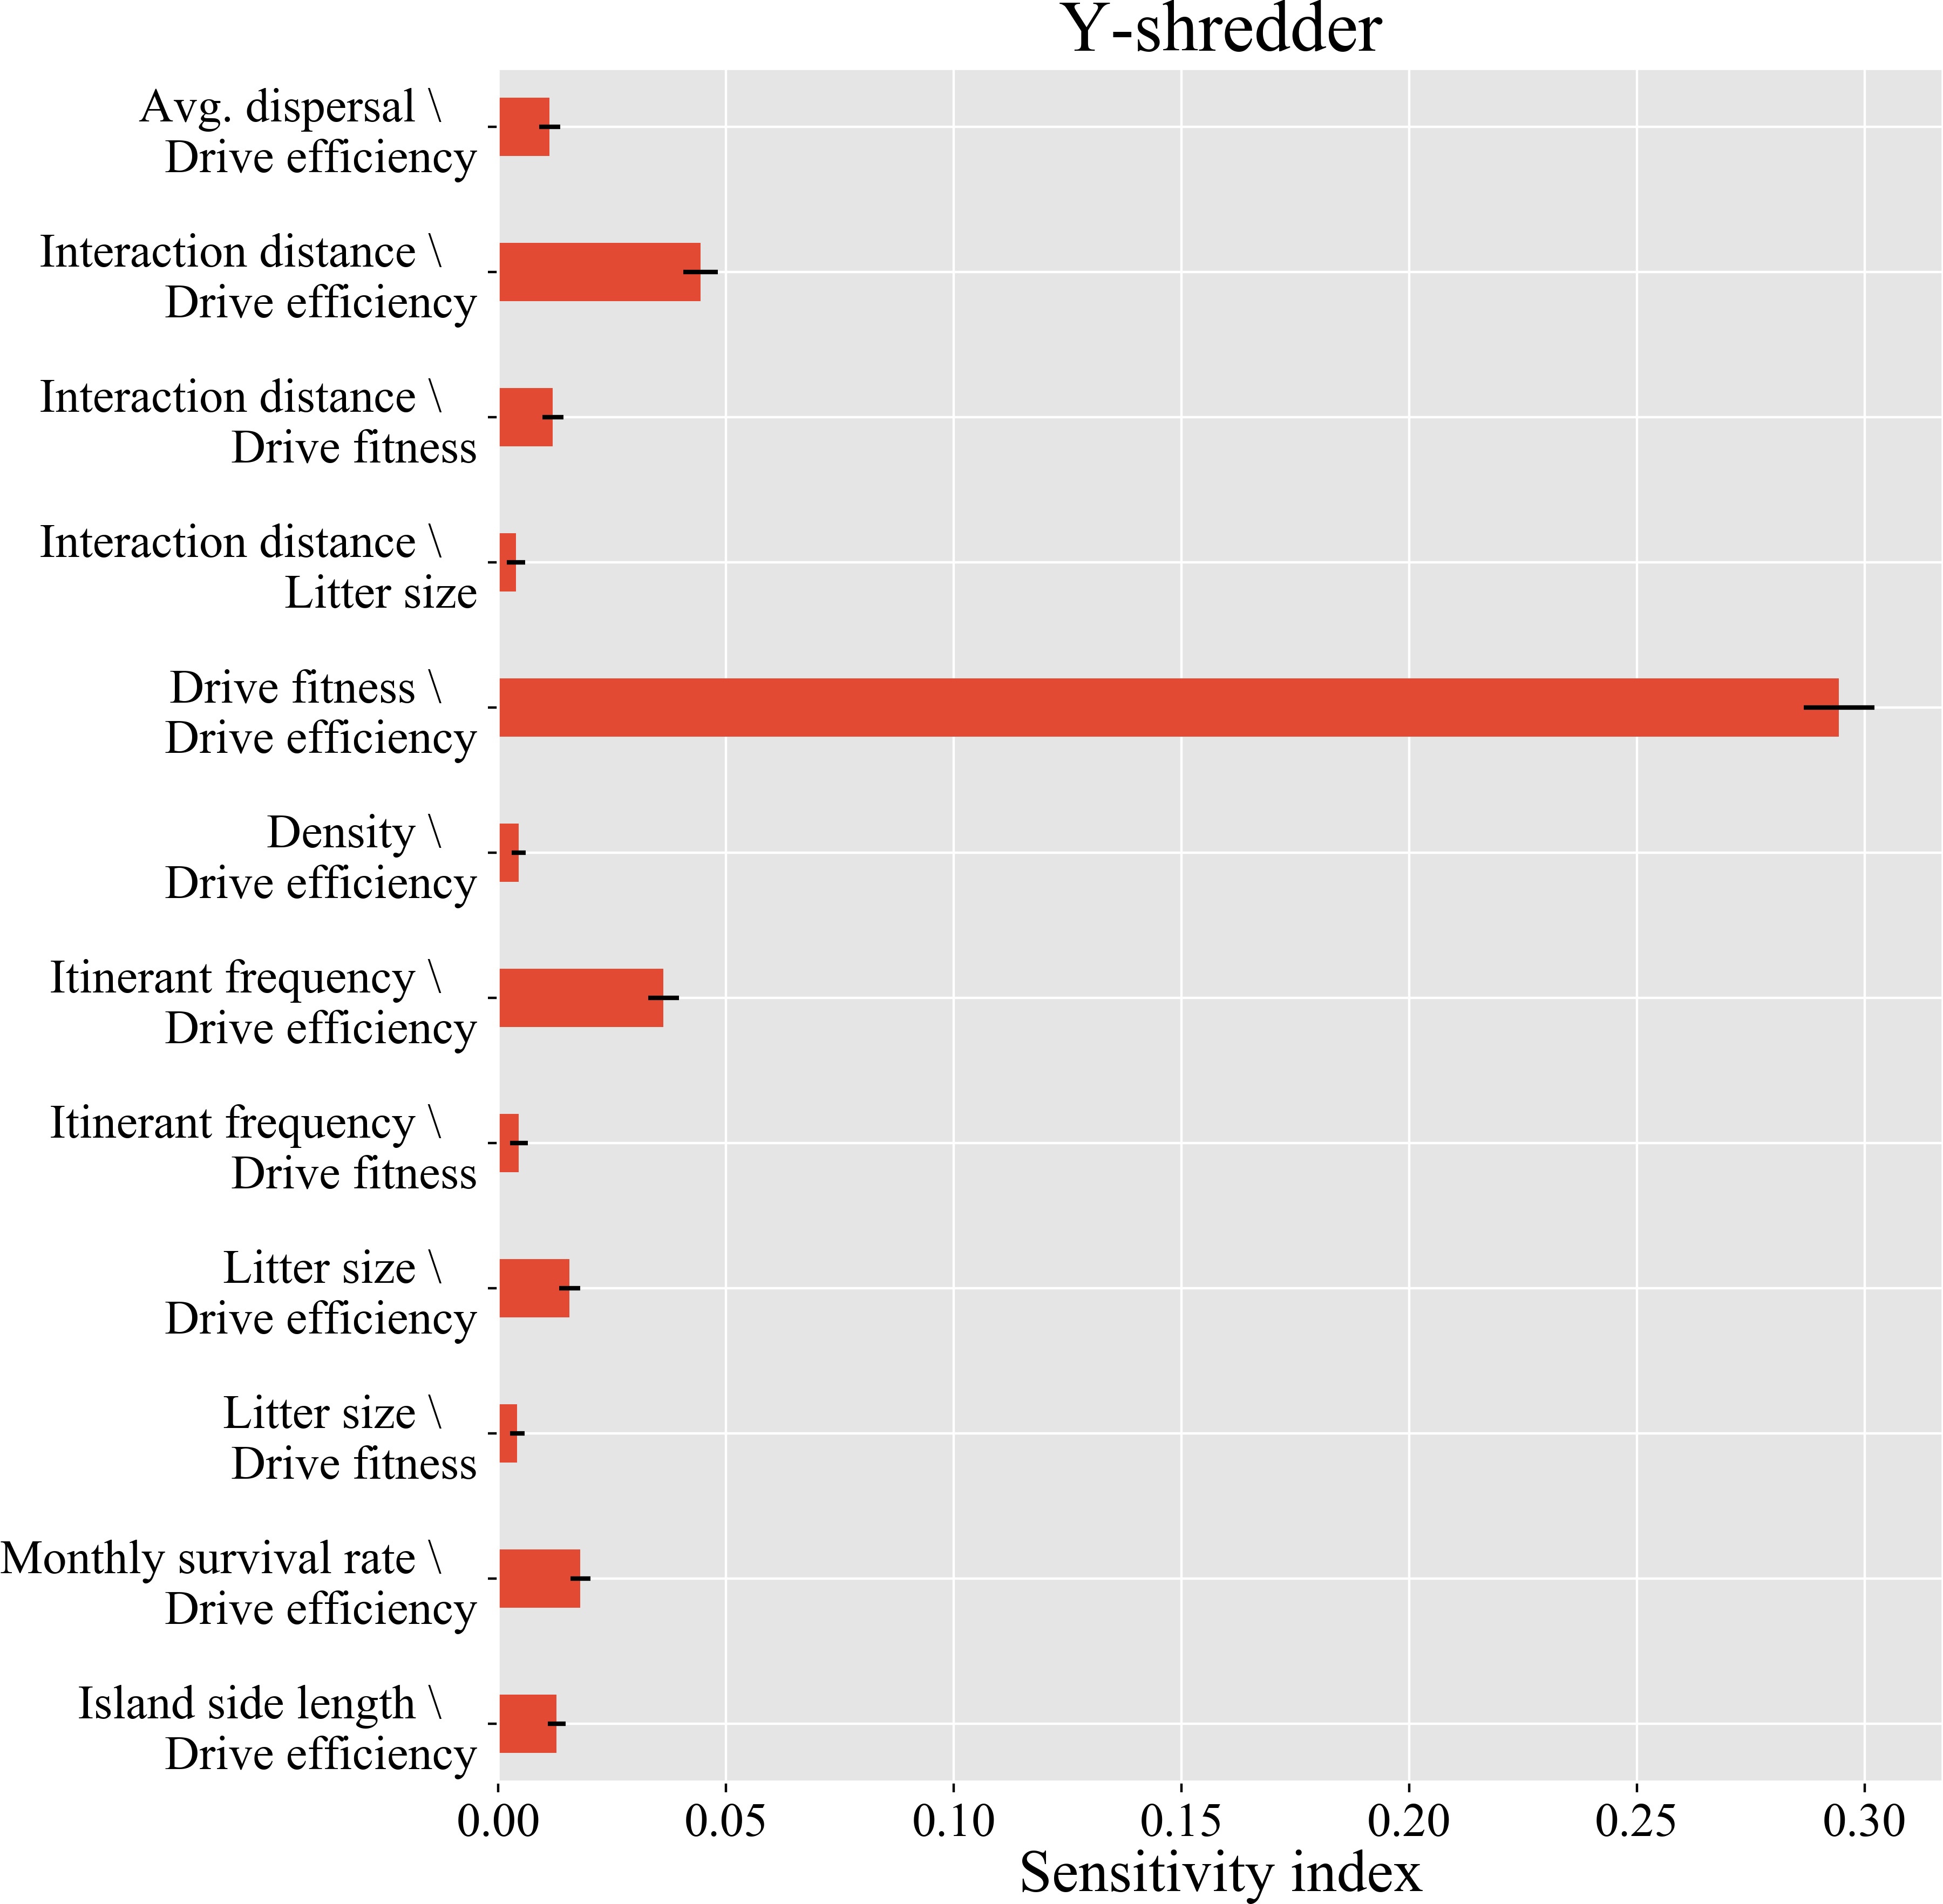 Y-shredder
Avg. dispersal \
Drive efficiency
Interaction distance \
Drive efficiency
Interaction distance \
Drive fitness
Interaction distance \
Litter size
Drive fitness \
Drive efficiency
Density \
Drive efficiency
Itinerant frequency \
Drive efficiency
Itinerant frequency \
Drive fitness
Litter size \
Drive efficiency
Litter size \
Drive fitness
Monthly survival rate \
Drive efficiency
Island side length \
Drive efficiency
0.00 0.05 0.10 0.15 0.20 0.25 0.30
Sensitivity index